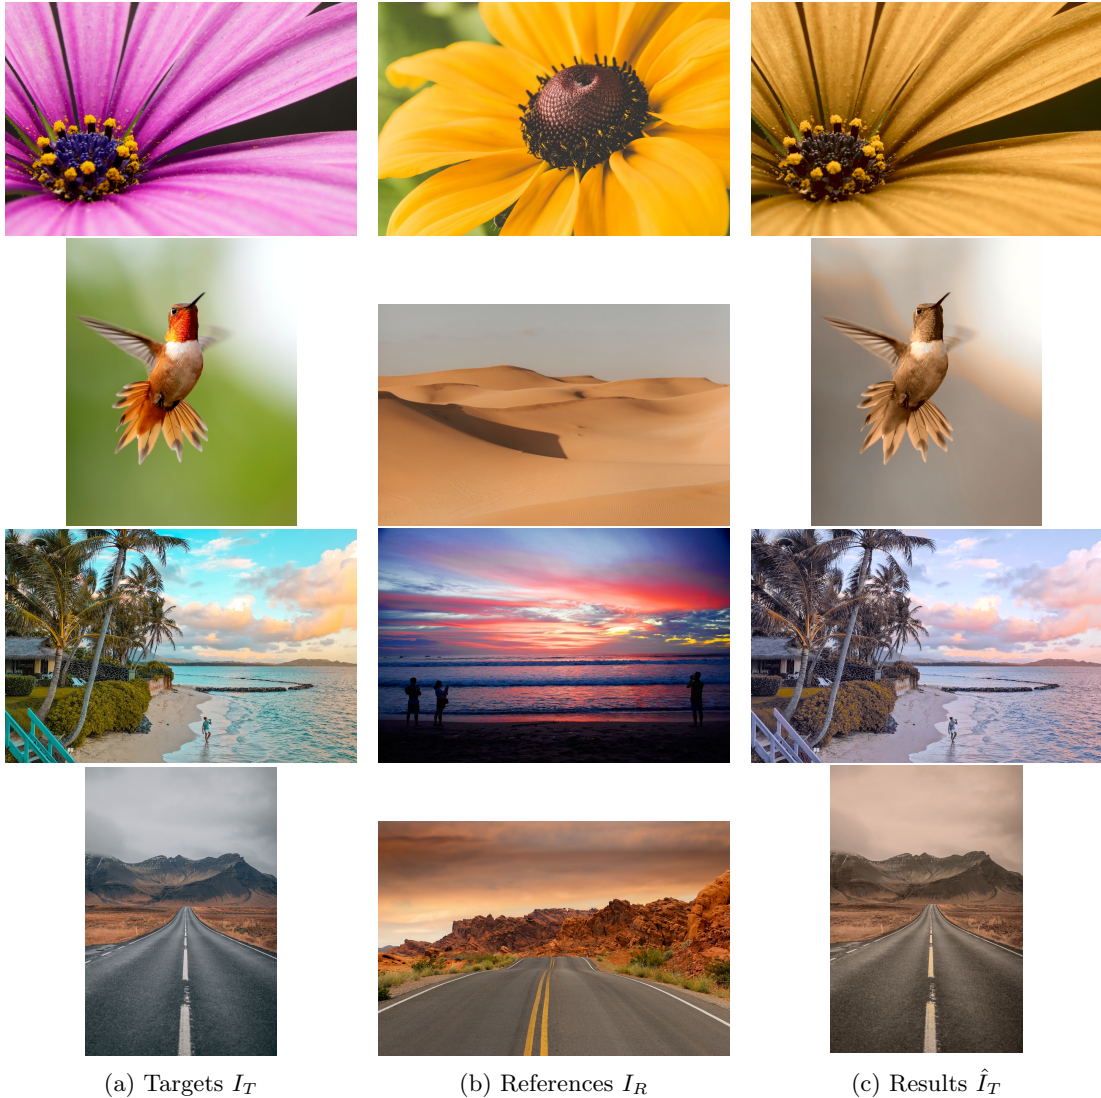 (a) Targets I_T
(b) References I_R
(c) Results Î_T